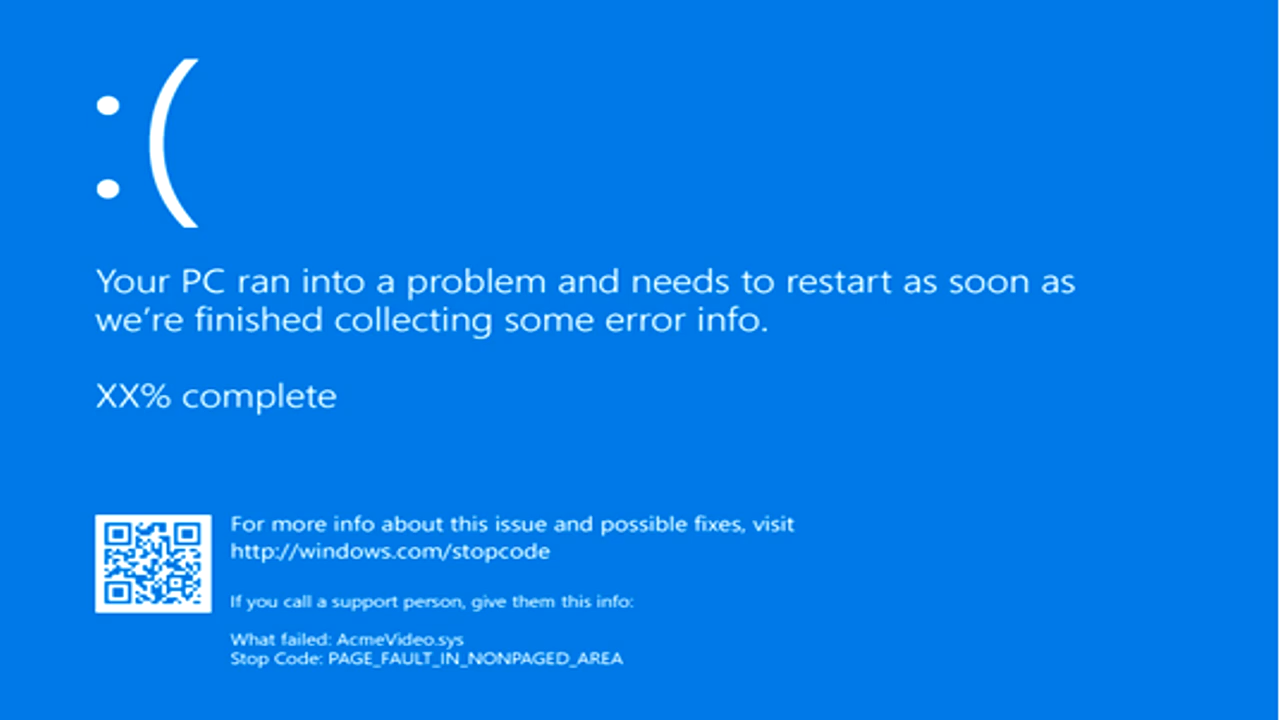 :(
Your PC ran into a problem and needs to restart as soon as
we're finished collecting some error info.
XX% complete
For more info about this issue and possible fixes, visit
http://windows.com/stopcode
If you call a support person, give them this info:
What failed: AcmeVideo.sys
Stop Code: PAGE_FAULT_IN_NONPAGED_AREA